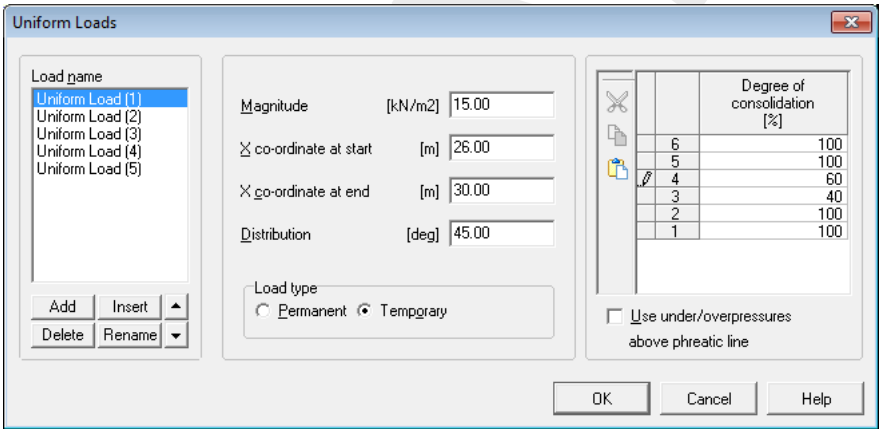 Uniform Loads
Load name
Uniform Load (1)
Uniform Load (2)
Uniform Load (3)
Uniform Load (4)
Uniform Load (5)
Add Insert
Delete Rename
Magnitude [kN/m2] 15.00
X co-ordinate at start [m] 26.00
X co-ordinate at end [m] 30.00
Distribution [deg] 45.00
Load type
Permanent Temporary
Degree of
consolidation
[%]
6 100
5 100
4 60
3 40
2 100
1 100
Use under/overpressures
above phreatic line
OK Cancel Help